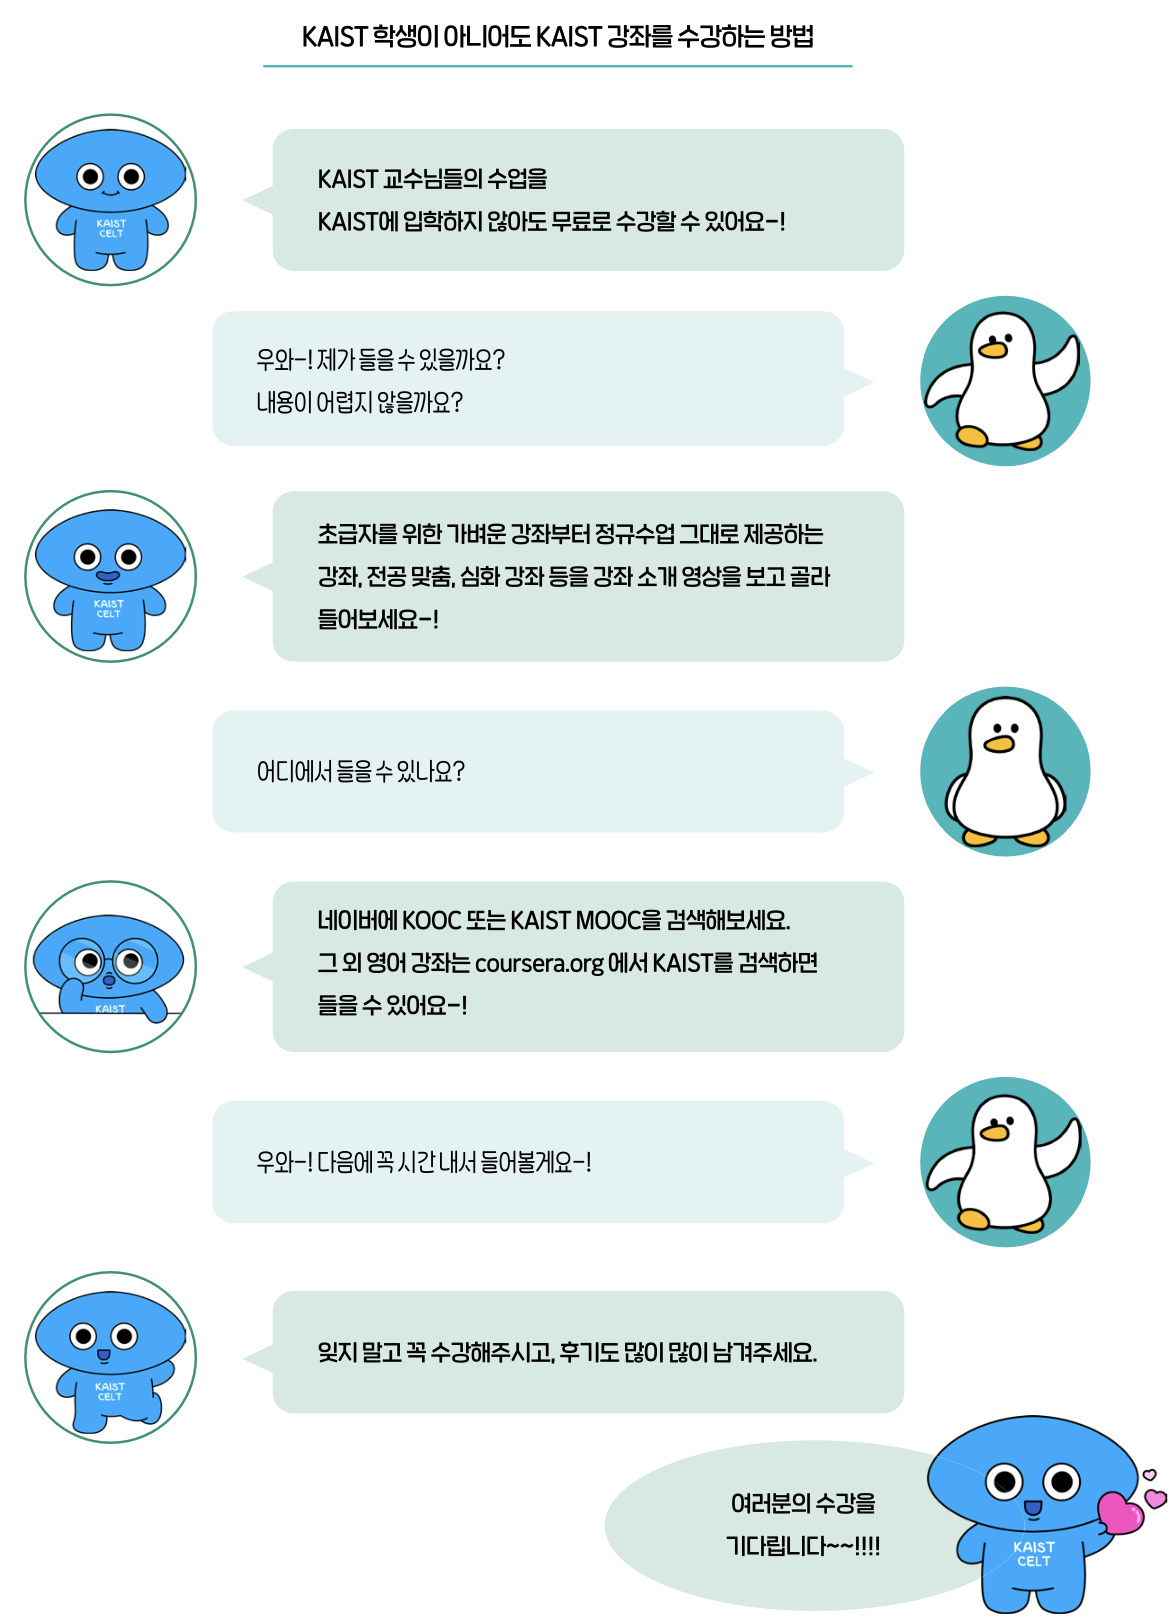 KAIST 학생이 아니어도 KAIST 강좌를 수강하는 방법
KAIST 교수님들의 수업을
KAIST에 입학하지 않아도 무료로 수강할 수 있어요-!
KAIST
CELT
우와-! 제가 들을 수 있을까요?
내용이 어렵지 않을까요?
초급자를 위한 가벼운 강좌부터 정규수업 그대로 제공하는
강좌, 전공 맞춤, 심화 강좌 등을 강좌 소개 영상을 보고 골라
들어보세요-!
KAIST
CELT
어디에서 들을 수 있나요?
네이버에 KOOC 또는 KAIST MOOC을 검색해보세요.
그 외 영어 강좌는 coursera.org 에서 KAIST를 검색하면
들을 수 있어요-!
KAIST
우와-! 다음에 꼭 시간 내서 들어볼게요-!
잊지 말고 꼭 수강해주시고, 후기도 많이 많이 남겨주세요.
KAIST
CELT
여러분의 수강을
기다립니다~~!!!!
KAIST
CELT